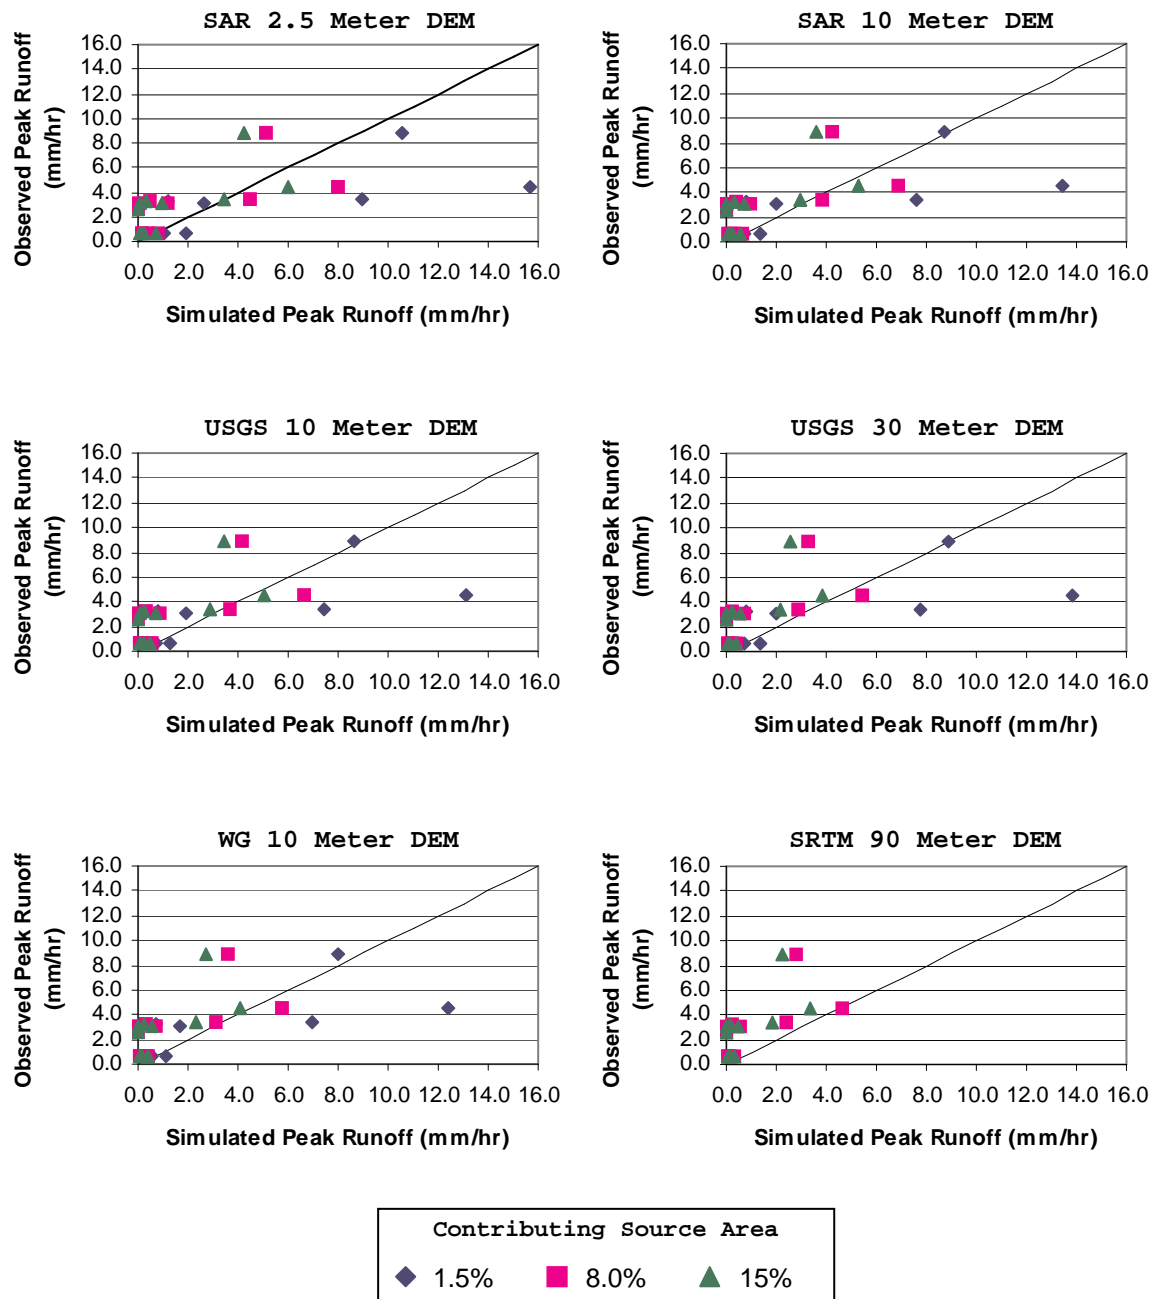 SAR 2.5 Meter DEM
Observed Peak Runoff
(mm/hr)
16.0
14.0
12.0
10.0
8.0
6.0
4.0
2.0
0.0
0.0 2.0 4.0 6.0 8.0 10.0 12.0 14.0 16.0
Simulated Peak Runoff (mm/hr)
SAR 10 Meter DEM
Observed Peak Runoff
(mm/hr)
16.0
14.0
12.0
10.0
8.0
6.0
4.0
2.0
0.0
0.0 2.0 4.0 6.0 8.0 10.0 12.0 14.0 16.0
Simulated Peak Runoff (mm/hr)
USGS 10 Meter DEM
Observed Peak Runoff
(mm/hr)
16.0
14.0
12.0
10.0
8.0
6.0
4.0
2.0
0.0
0.0 2.0 4.0 6.0 8.0 10.0 12.0 14.0 16.0
Simulated Peak Runoff (mm/hr)
USGS 30 Meter DEM
Observed Peak Runoff
(mm/hr)
16.0
14.0
12.0
10.0
8.0
6.0
4.0
2.0
0.0
0.0 2.0 4.0 6.0 8.0 10.0 12.0 14.0 16.0
Simulated Peak Runoff (mm/hr)
WG 10 Meter DEM
Observed Peak Runoff
(mm/hr)
16.0
14.0
12.0
10.0
8.0
6.0
4.0
2.0
0.0
0.0 2.0 4.0 6.0 8.0 10.0 12.0 14.0 16.0
Simulated Peak Runoff (mm/hr)
SRTM 90 Meter DEM
Observed Peak Runoff
(mm/hr)
16.0
14.0
12.0
10.0
8.0
6.0
4.0
2.0
0.0
0.0 2.0 4.0 6.0 8.0 10.0 12.0 14.0 16.0
Simulated Peak Runoff (mm/hr)
Contributing Source Area
1.5% 8.0% 15%